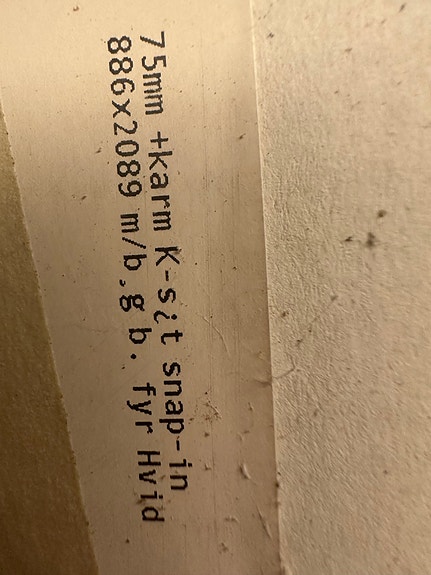 75mm +karm K-s¿t snap-in
886x2089 m/b.g b. fyr Hvid